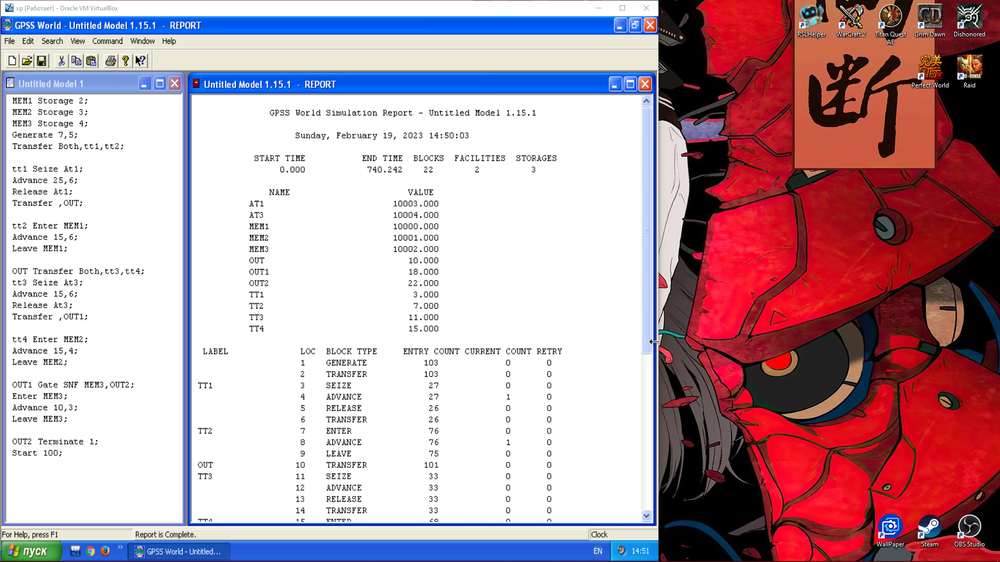 xp [Работает] - Oracle VM VirtualBox
GPSS World - Untitled Model 1.15.1 - REPORT
File Edit Search View Command Window Help
Untitled Model 1
MEM1 Storage 2;
MEM2 Storage 3;
MEM3 Storage 4;
Generate 7,5;
Transfer Both,tt1,tt2;
tt1 Seize At1;
Advance 25,6;
Release At1;
Transfer ,OUT;
tt2 Enter MEM1;
Advance 15,6;
Leave MEM1;
OUT Transfer Both,tt3,tt4;
tt3 Seize At3;
Advance 15,6;
Release At3;
Transfer ,OUT1;
tt4 Enter MEM2;
Advance 15,4;
Leave MEM2;
OUT1 Gate SNF MEM3,OUT2;
Enter MEM3;
Advance 10,3;
Leave MEM3;
OUT2 Terminate 1;
Start 100;
Untitled Model 1.15.1 - REPORT
GPSS World Simulation Report - Untitled Model 1.15.1
Sunday, February 19, 2023 14:50:03
START TIME END TIME BLOCKS FACILITIES STORAGES
0.000 740.242 22 2 3
NAME VALUE
AT1 10003.000
AT3 10004.000
MEM1 10000.000
MEM2 10001.000
MEM3 10002.000
OUT 10.000
OUT1 18.000
OUT2 22.000
TT1 3.000
TT2 7.000
TT3 11.000
TT4 15.000
LABEL LOC BLOCK TYPE ENTRY COUNT CURRENT COUNT RETRY
1 GENERATE 103 0 0
2 TRANSFER 103 0 0
TT1 3 SEIZE 27 0 0
4 ADVANCE 27 1 0
5 RELEASE 26 0 0
6 TRANSFER 26 0 0
TT2 7 ENTER 76 0 0
8 ADVANCE 76 1 0
9 LEAVE 75 0 0
OUT 10 TRANSFER 101 0 0
TT3 11 SEIZE 33 0 0
12 ADVANCE 33 0 0
13 RELEASE 33 0 0
14 TRANSFER 33 0 0
TT4 15 ENTER 68 0 0
For Help, press F1
Report is Complete.
Clock
пуск
GPSS World - Untitled...
EN
14:51
RSLHelper
WarCraft 2
Titan Quest AE
Grim Dawn
Dishonored
断
完美
国际
Perfect World
Raid
WallPaper
Steam
OBS Studio